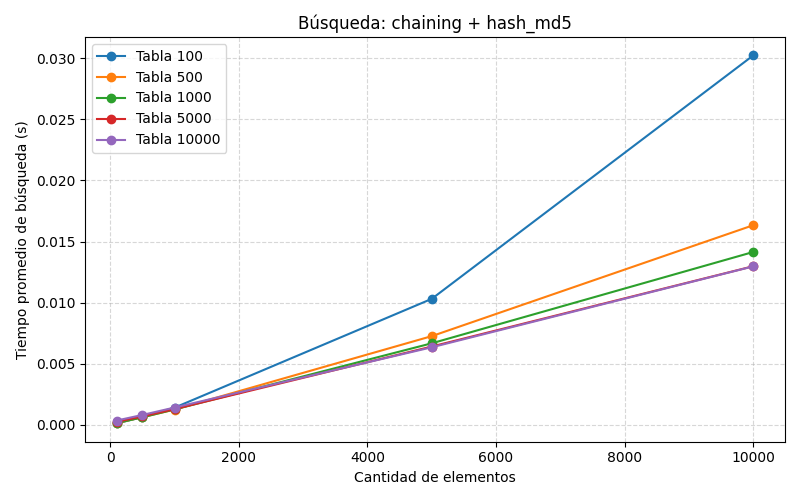 Búsqueda: chaining + hash_md5
Tabla 100
Tabla 500
Tabla 1000
Tabla 5000
Tabla 10000
Tiempo promedio de búsqueda (s)
0.030
0.025
0.020
0.015
0.010
0.005
0.000
0 2000 4000 6000 8000 10000
Cantidad de elementos